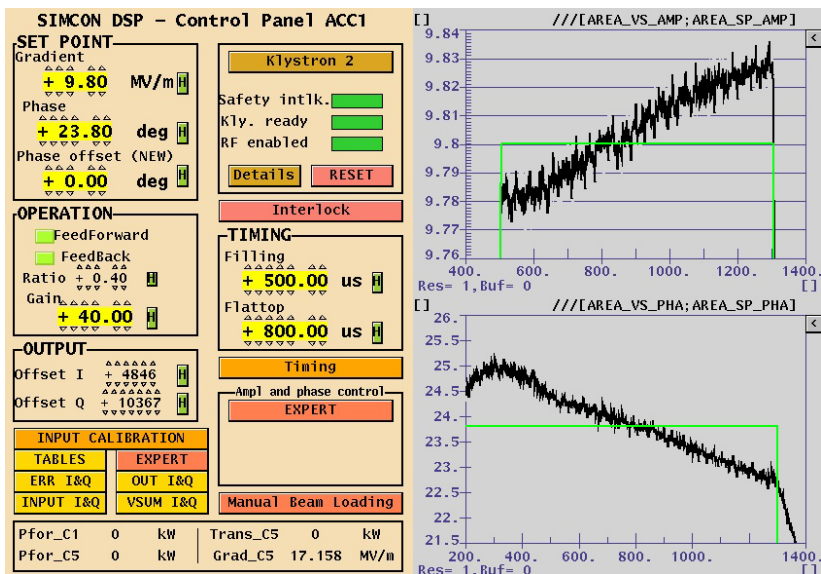 SIMCON DSP - Control Panel ACC1
SET POINT
Gradient
+ 9.80 MV/m H
Phase
+ 23.80 deg H
Phase offset (NEW)
+ 0.00 deg H
Klystron 2
Safety intlk.
Kly. ready
RF enabled
Details RESET
Interlock
OPERATION
FeedForward
FeedBack
Ratio + 0.40 H
Gain
+ 40.00 H
TIMING
Filling
+ 500.00 us H
Flattop
+ 800.00 us H
Timing
OUTPUT
Offset I + 4846 H
Offset Q + 10367 H
Ampl and phase control
EXPERT
INPUT CALIBRATION
TABLES EXPERT
ERR I&Q OUT I&Q
INPUT I&Q VSUM I&Q
Manual Beam Loading
Pfor_C1 0 kW Trans_C5 0 kW
Pfor_C5 0 kW Grad_C5 17.158 MV/m
[] ///[AREA_VS_AMP;AREA_SP_AMP]
<
9.84
9.83
9.82
9.81
9.8
9.79
9.78
9.77
9.76
400. 600. 800. 1000. 1200. 1400.
Res= 1,Buf= 0 []
[] ///[AREA_VS_PHA;AREA_SP_PHA]
<
26.
25.5
25.
24.5
24.
23.5
23.
22.5
22.
21.5
200. 400. 600. 800. 1000. 1400.
Res= 1,Buf= 0 []